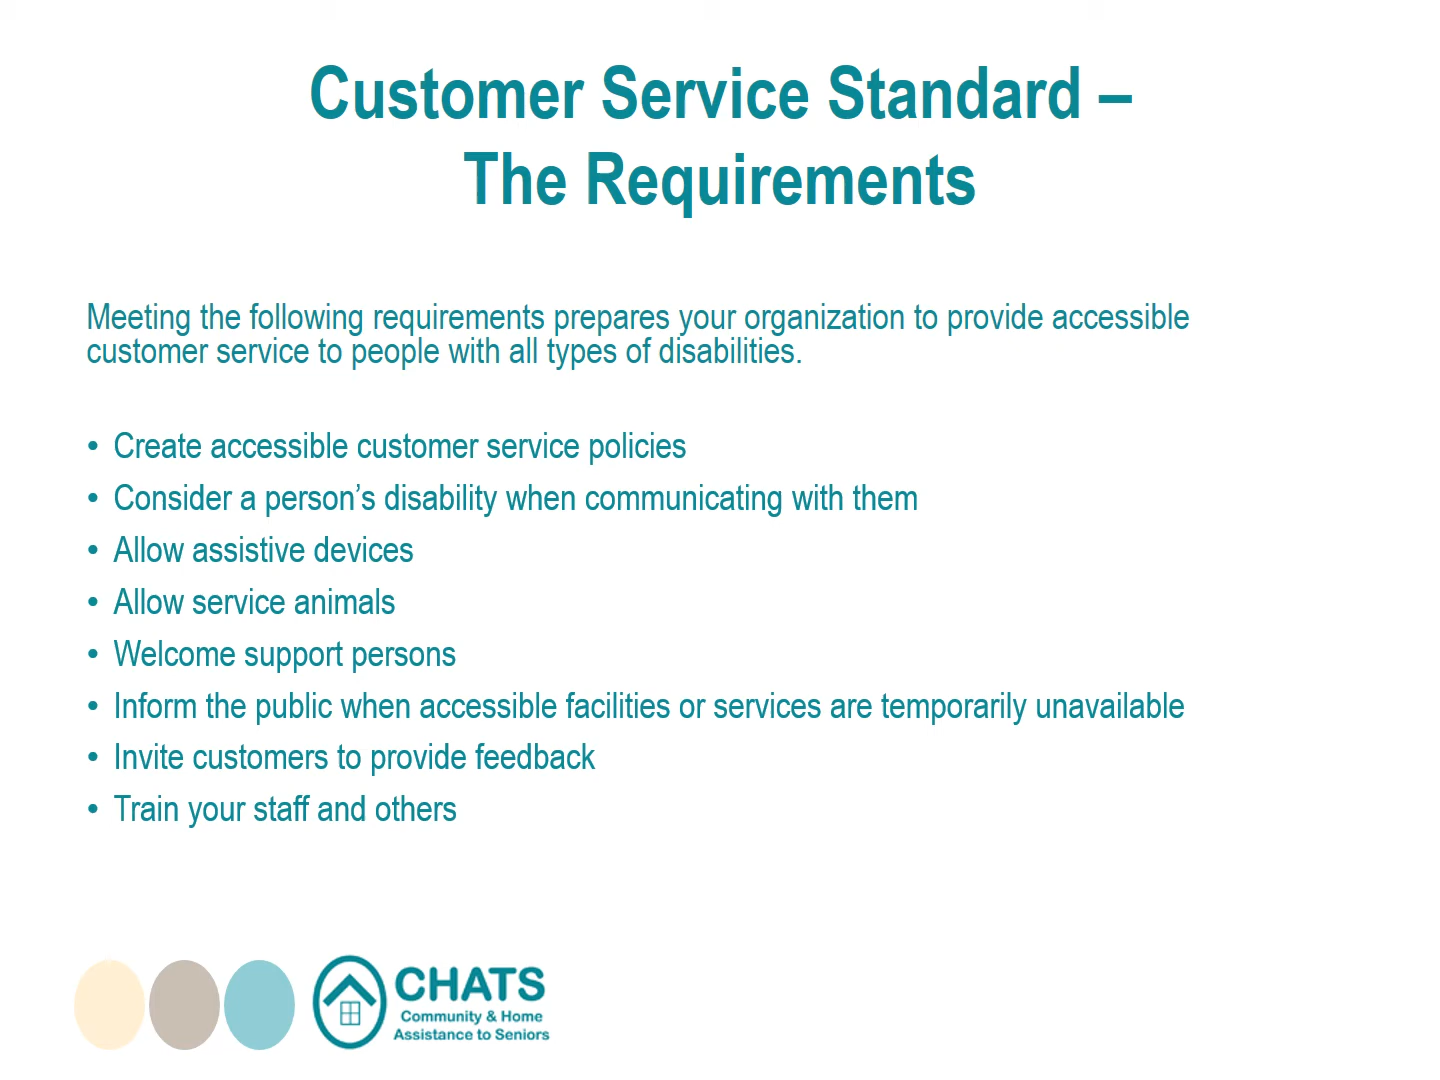 Customer Service Standard –
The Requirements
Meeting the following requirements prepares your organization to provide accessible
customer service to people with all types of disabilities.
• Create accessible customer service policies
• Consider a person’s disability when communicating with them
• Allow assistive devices
• Allow service animals
• Welcome support persons
• Inform the public when accessible facilities or services are temporarily unavailable
• Invite customers to provide feedback
• Train your staff and others
CHATS
Community & Home
Assistance to Seniors